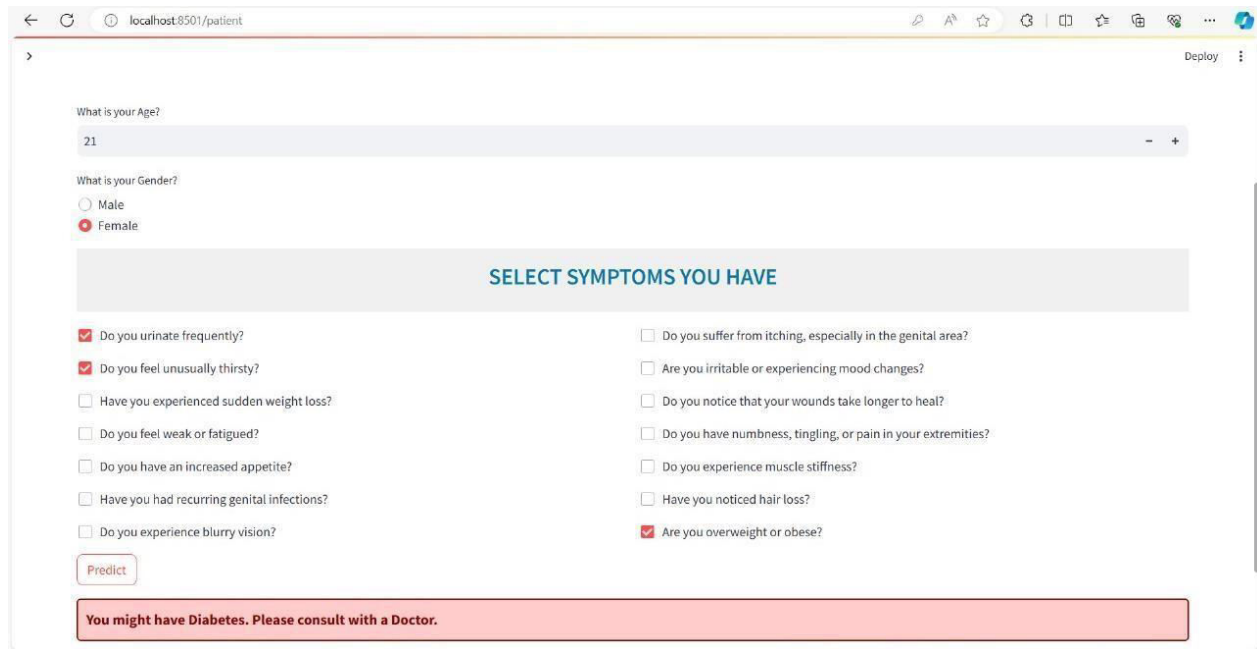 localhost:8501/patient
Deploy
What is your Age?
21
What is your Gender?
Male
Female
SELECT SYMPTOMS YOU HAVE
Do you urinate frequently?
Do you suffer from itching, especially in the genital area?
Do you feel unusually thirsty?
Are you irritable or experiencing mood changes?
Have you experienced sudden weight loss?
Do you notice that your wounds take longer to heal?
Do you feel weak or fatigued?
Do you have numbness, tingling, or pain in your extremities?
Do you have an increased appetite?
Do you experience muscle stiffness?
Have you had recurring genital infections?
Have you noticed hair loss?
Do you experience blurry vision?
Are you overweight or obese?
Predict
You might have Diabetes. Please consult with a Doctor.